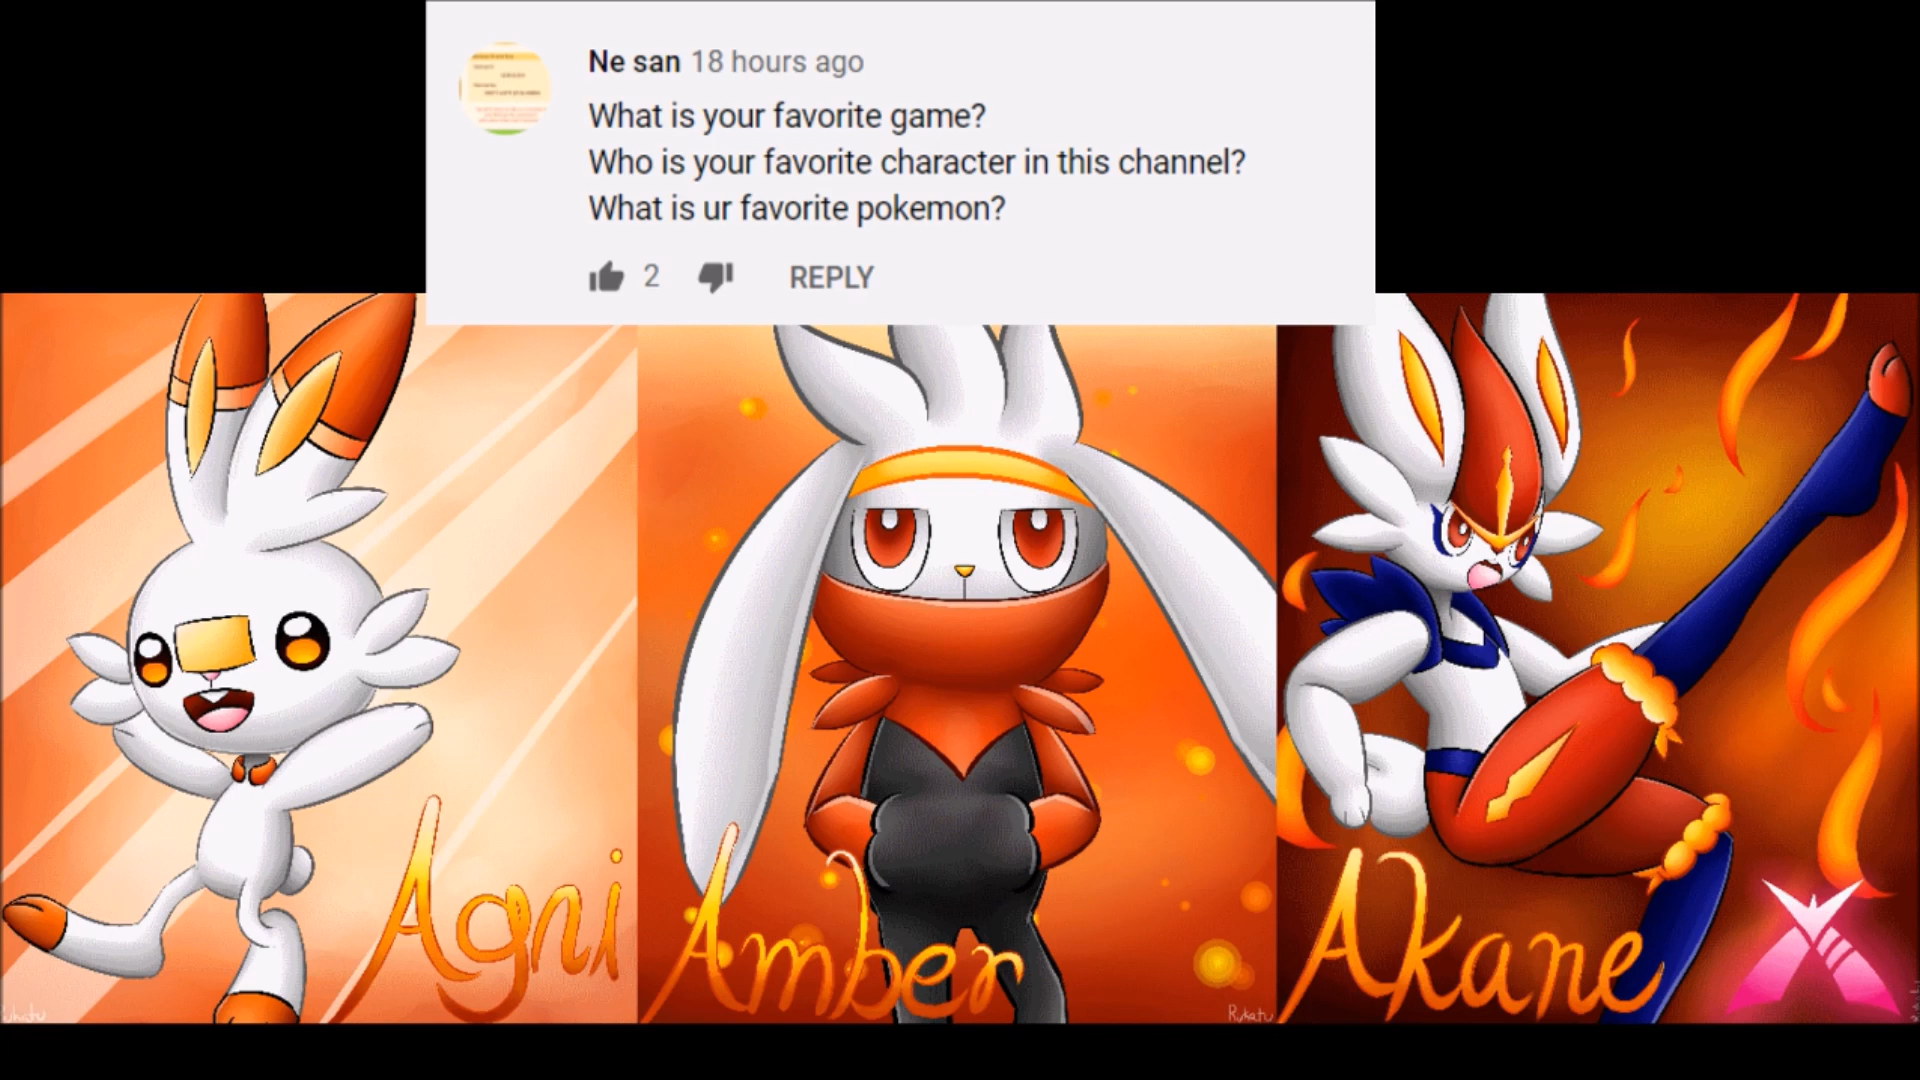 Ne san 18 hours ago
What is your favorite game?
Who is your favorite character in this channel?
What is ur favorite pokemon?
2 REPLY
Agni
Amber
Akane
Rykatu